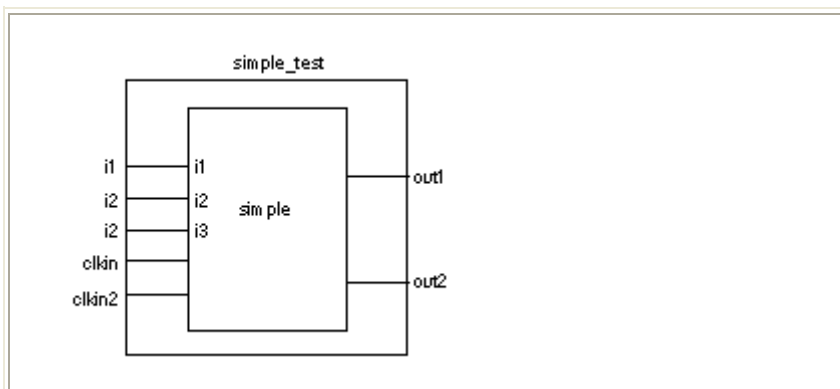 simple_test
i1 i1
i2 i2 simple
i2 i3
clkin
clkin2
out1
out2